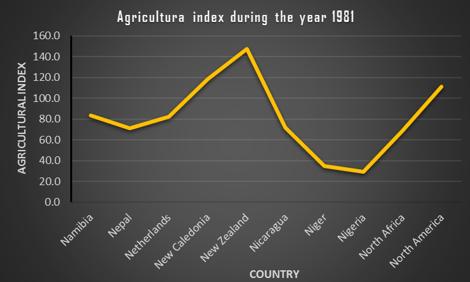 Agricultura index during the year 1981
160.0
140.0
120.0
100.0
80.0
60.0
40.0
20.0
0.0
AGRICULTURAL INDEX
Namibia
Nepal
Netherlands
New Caledonia
New Zealand
Nicaragua
Niger
Nigeria
North Africa
North America
COUNTRY